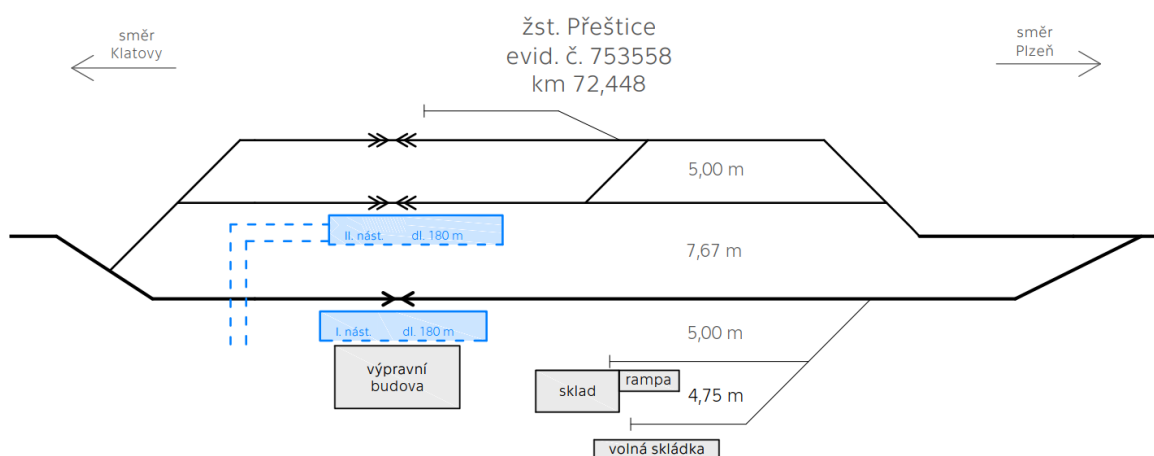 žst. Přeštice
evid. č. 753558
km 72,448
směr
Klatovy
směr
Plzeň
5,00 m
II. nást. dl. 180 m
7,67 m
I. nást. dl. 180 m
5,00 m
výpravní
budova
sklad
rampa
4,75 m
volná skládka